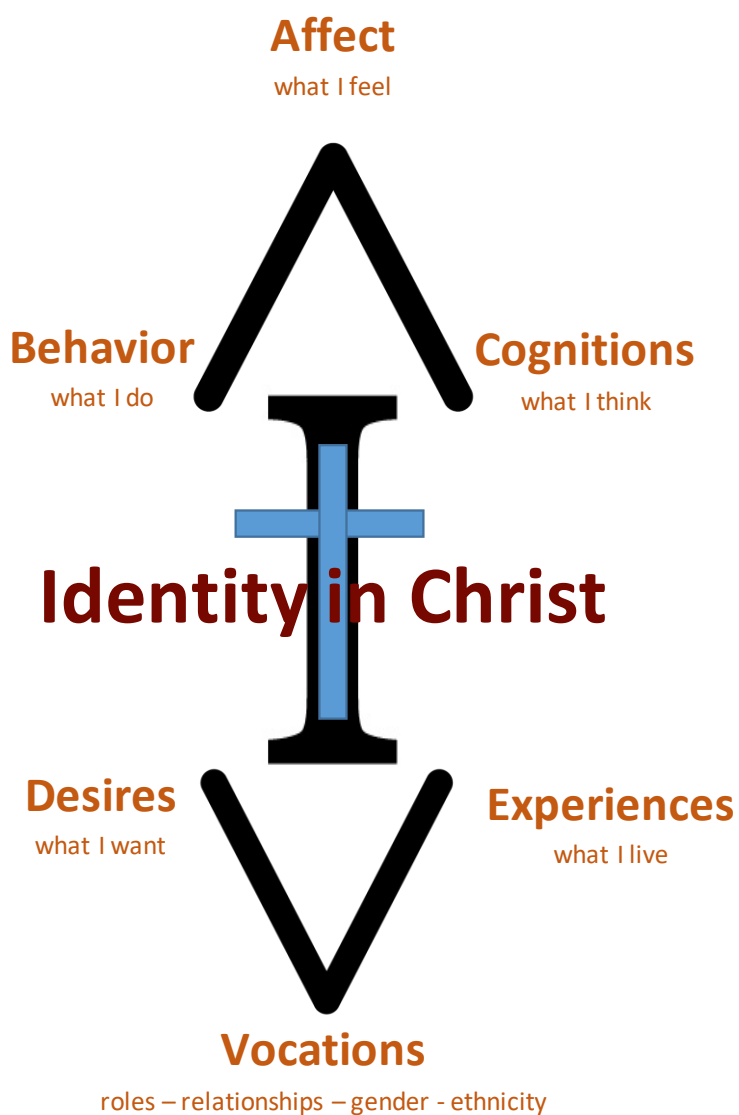 Affect
what I feel
Behavior
what I do
Cognitions
what I think
Identity in Christ
Desires
what I want
Experiences
what I live
Vocations
roles – relationships – gender - ethnicity